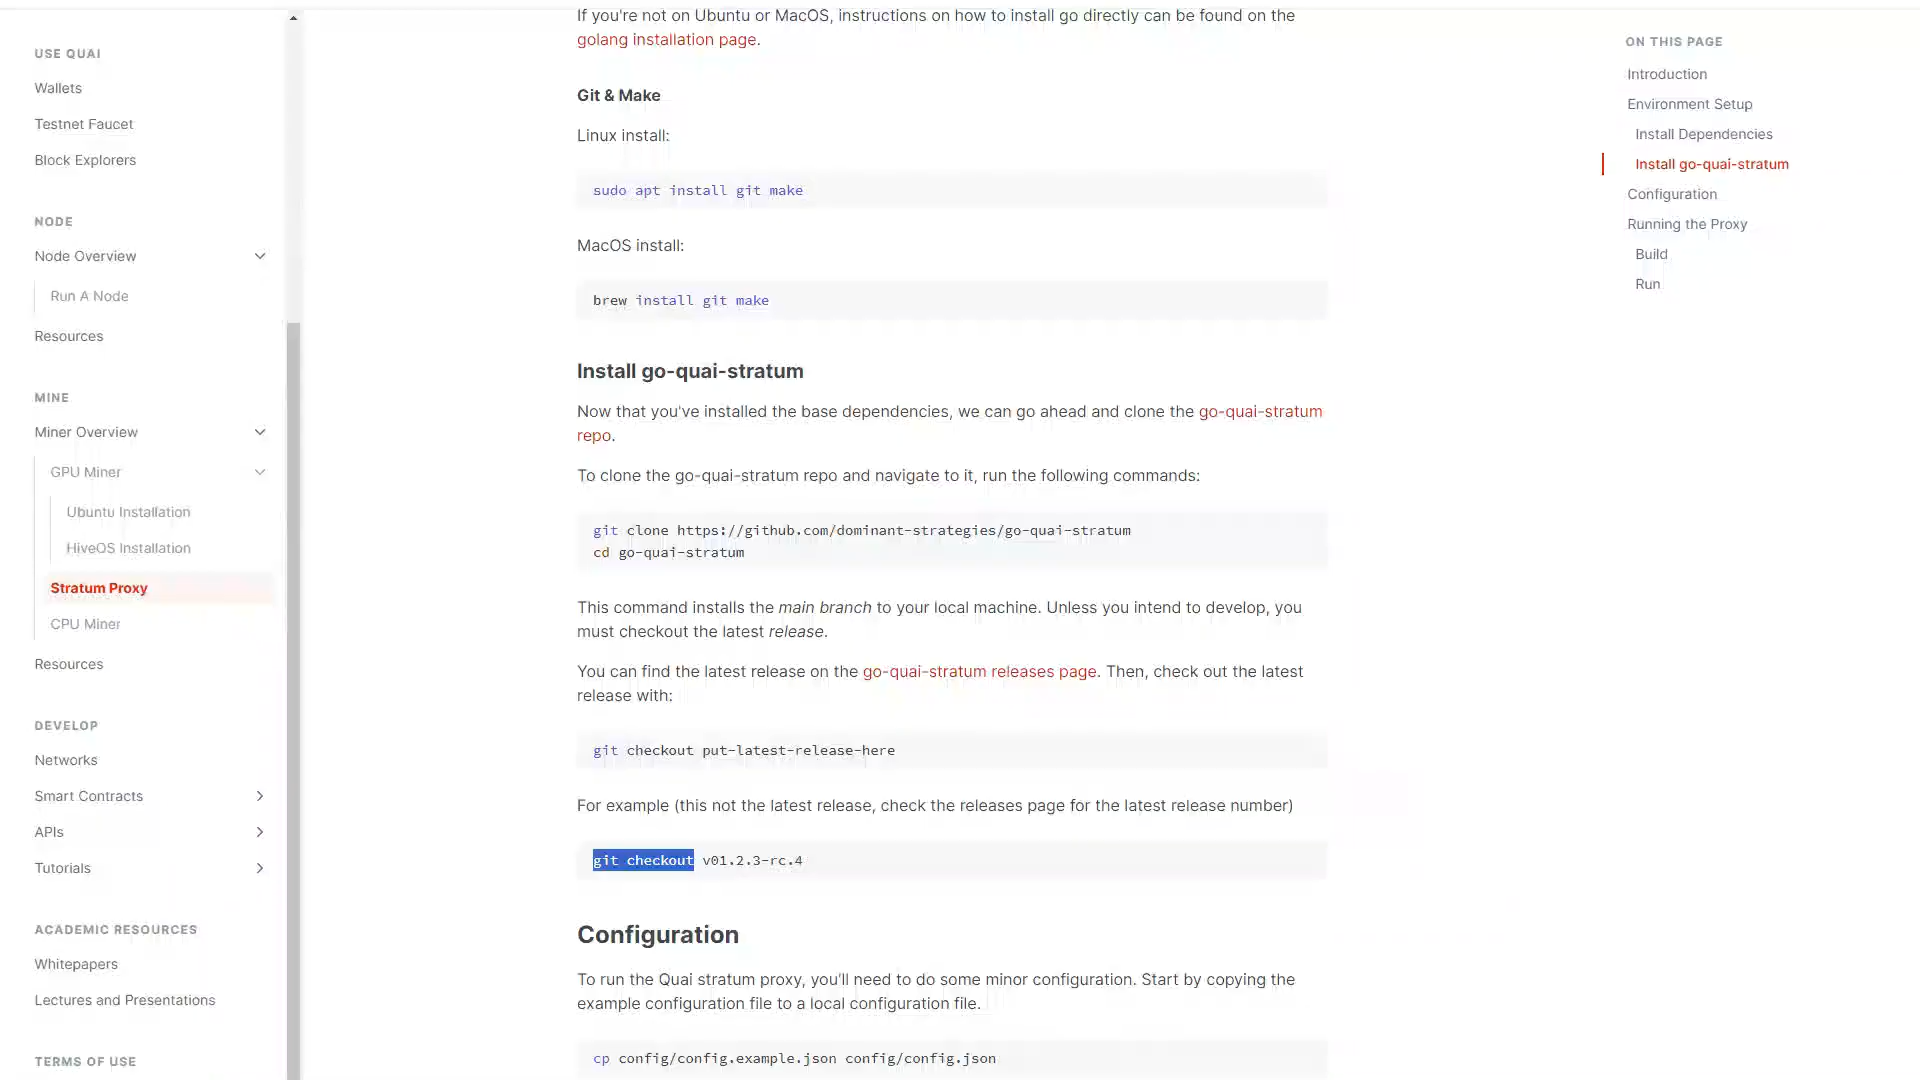 USE QUAI
Wallets
Testnet Faucet
Block Explorers
NODE
Node Overview
Run A Node
Resources
MINE
Miner Overview
GPU Miner
Ubuntu Installation
HiveOS Installation
Stratum Proxy
CPU Miner
Resources
DEVELOP
Networks
Smart Contracts
APIs
Tutorials
ACADEMIC RESOURCES
Whitepapers
Lectures and Presentations
TERMS OF USE
If you're not on Ubuntu or MacOS, instructions on how to install go directly can be found on the
golang installation page.
Git & Make
Linux install:
sudo apt install git make
MacOS install:
brew install git make
Install go-quai-stratum
Now that you've installed the base dependencies, we can go ahead and clone the go-quai-stratum
repo.
To clone the go-quai-stratum repo and navigate to it, run the following commands:
git clone https://github.com/dominant-strategies/go-quai-stratum
cd go-quai-stratum
This command installs the main branch to your local machine. Unless you intend to develop, you
must checkout the latest release.
You can find the latest release on the go-quai-stratum releases page. Then, check out the latest
release with:
git checkout put-latest-release-here
For example (this not the latest release, check the releases page for the latest release number)
git checkout v01.2.3-rc.4
Configuration
To run the Quai stratum proxy, you'll need to do some minor configuration. Start by copying the
example configuration file to a local configuration file.
cp config/config.example.json config/config.json
ON THIS PAGE
Introduction
Environment Setup
Install Dependencies
Install go-quai-stratum
Configuration
Running the Proxy
Build
Run